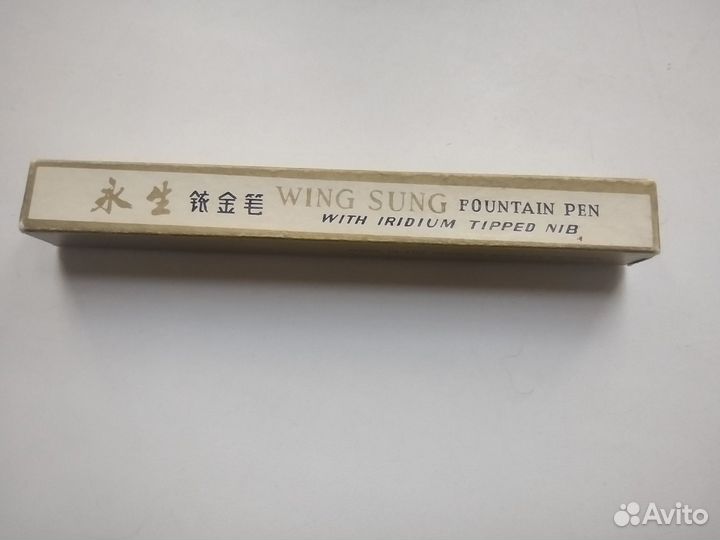 永生 铱金笔 WING SUNG FOUNTAIN PEN
WITH IRIDIUM TIPPED NIB
Avito